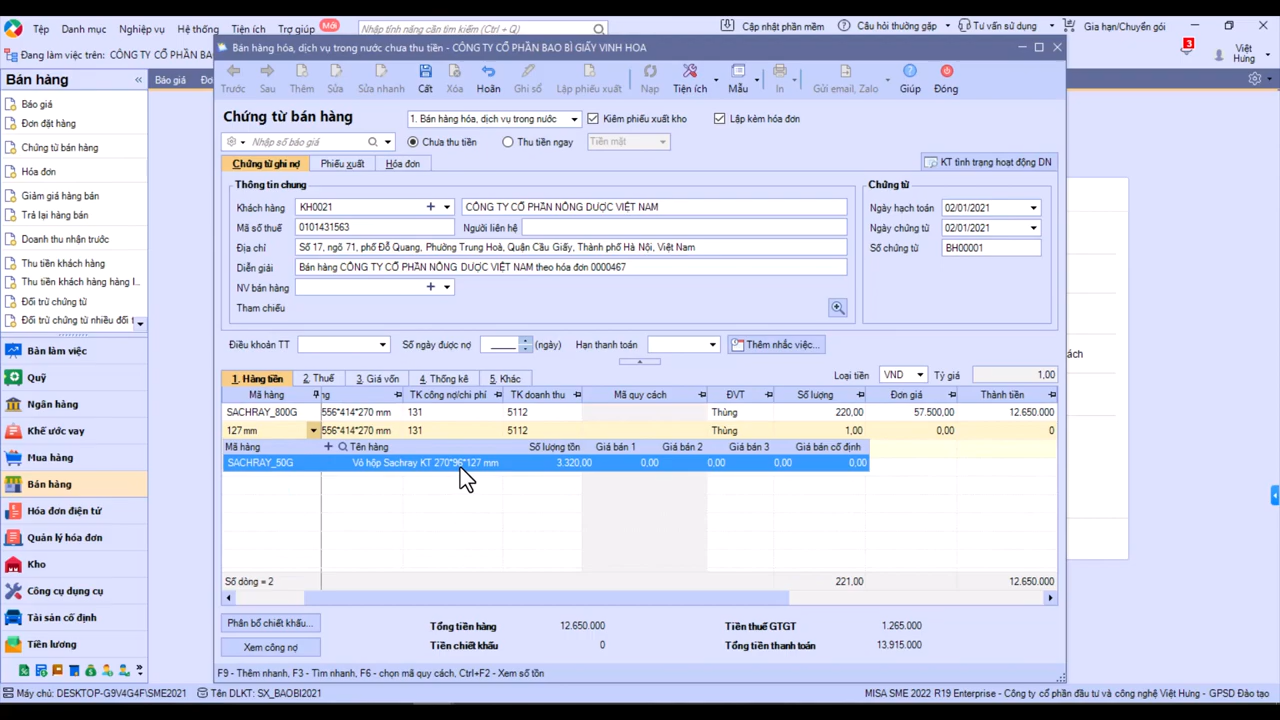 Tệp Danh mục Nghiệp vụ Hệ thống Tiện ích Trợ giúp Mới Nhập nội dung tìm kiếm (Ctrl + F) Cập nhật phần mềm Câu hỏi thường gặp Tư vấn sử dụng Gia hạn/Chuyển gói
Đang làm việc trên: CÔNG TY CỔ PHẦN BA
Bán hàng hóa, dịch vụ trong nước chưa thu tiền - CÔNG TY CỔ PHẦN BAO BÌ GIẤY VINH HOA
3 Việt Hưng
Bán hàng
Báo giá
Trước Sau Thêm Sửa Sửa nhanh Cất Xóa Hoãn Ghi sổ Lập phiếu xuất Nạp Tiện ích Mẫu In Gửi email, Zalo Giúp Đóng
Báo giá
Đơn đặt hàng
Chứng từ bán hàng
Hóa đơn
Giảm giá hàng bán
Trả lại hàng bán
Doanh thu nhận trước
Thu tiền khách hàng
Thu tiền khách hàng hàng l...
Đối trừ chứng từ
Đối trừ chứng từ nhiều đối t
Bàn làm việc
Quỹ
Ngân hàng
Khế ước vay
Mua hàng
Bán hàng
Hóa đơn điện tử
Quản lý hóa đơn
Kho
Công cụ dụng cụ
Tài sản cố định
Tiền lương
Chứng từ bán hàng 1. Bán hàng hóa, dịch vụ trong nước Kiêm phiếu xuất kho Lập kèm hóa đơn
Nhập số báo giá Chưa thu tiền Thu tiền ngay Tiền mặt
Chứng từ ghi nợ Phiếu xuất Hóa đơn KT tình trạng hoạt động DN
Thông tin chung Chứng từ
Khách hàng KH0021 CÔNG TY CỔ PHẦN NÔNG DƯỢC VIỆT NAM Ngày hạch toán 02/01/2021
Mã số thuế 0101431563 Người liên hệ Ngày chứng từ 02/01/2021
Địa chỉ Số 17, ngõ 71, phố Đỗ Quang, Phường Trung Hoà, Quận Cầu Giấy, Thành phố Hà Nội, Việt Nam Số chứng từ BH00001
Diễn giải Bán hàng CÔNG TY CỔ PHẦN NÔNG DƯỢC VIỆT NAM theo hóa đơn 0000467
NV bán hàng
Tham chiếu
Điều khoản TT Số ngày được nợ (ngày) Hạn thanh toán Thêm nhắc việc... ách
1. Hàng tiền 2. Thuế 3. Giá vốn 4. Thống kê 5. Khác Loại tiền VND Tỷ giá 1,00
Mã hàng ng TK công nợ/chi phí TK doanh thu Mã quy cách ĐVT Số lượng Đơn giá Thành tiền
SACHRAY_800G 556*414*270 mm 131 5112 Thùng 220,00 57.500,00 12.650.000
127 mm 556*414*270 mm 131 5112 Thùng 1,00 0,00 0
Mã hàng Tên hàng Số lượng tồn Giá bán 1 Giá bán 2 Giá bán 3 Giá bán cố định
SACHRAY_50G Vỏ hộp Sachray KT 270*96*127 mm 3.320,00 0,00 0,00 0,00 0,00
Số dòng = 2 221,00 12.650.000
Phân bổ chiết khấu... Tổng tiền hàng 12.650.000 Tiền thuế GTGT 1.265.000
Xem công nợ Tiền chiết khấu 0 Tổng tiền thanh toán 13.915.000
F9 - Thêm nhanh, F3 - Tìm nhanh, F6 - chọn mã quy cách, Ctrl+F2 - Xem số tồn
Máy chủ: DESKTOP-G9V4G4F\SME2021 Tên DLKT: SX_BAOBI2021 MISA SME 2022 R19 Enterprise - Công ty cổ phần đầu tư và công nghệ Việt Hưng - GPSD Đào tạo